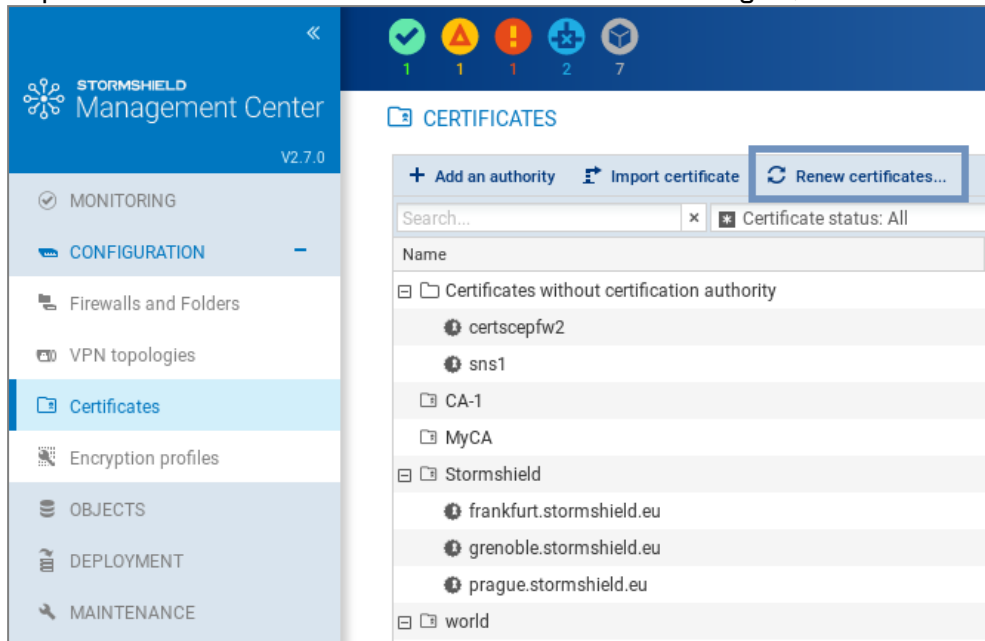 «
STORMSHIELD
Management Center
V2.7.0
1 1 1 2 7
CERTIFICATES
+ Add an authority Import certificate Renew certificates...
Search... × Certificate status: All
Name
MONITORING
CONFIGURATION –
Firewalls and Folders
VPN topologies
Certificates
Encryption profiles
OBJECTS
DEPLOYMENT
MAINTENANCE
Certificates without certification authority
certscepfw2
sns1
CA-1
MyCA
Stormshield
frankfurt.stormshield.eu
grenoble.stormshield.eu
prague.stormshield.eu
world